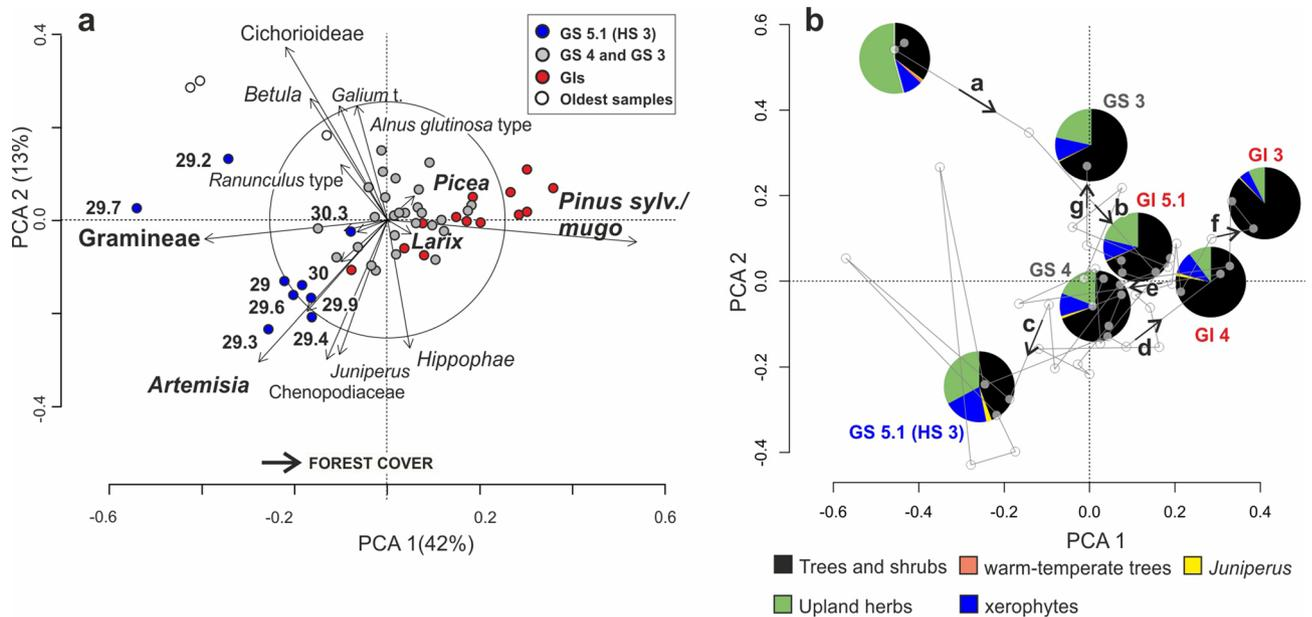 a
Cichorioideae
Betula
Galium t.
Alnus glutinosa type
GS 5.1 (HS 3)
GS 4 and GS 3
GIs
Oldest samples
29.2
Ranunculus type
Picea
Pinus sylv./
mugo
29.7
30.3
Gramineae
Larix
30
29
29.6
29.9
29.3
29.4
Hippophae
Artemisia
Juniperus
Chenopodiaceae
FOREST COVER
PCA 2 (13%)
0.4
0.0
-0.4
-0.6
-0.2
0.2
0.6
PCA 1(42%)
b
a
GS 3
GI 3
g
b
GI 5.1
f
GS 4
e
c
d
GI 4
GS 5.1 (HS 3)
PCA 2
0.6
0.4
0.2
0.0
-0.2
-0.4
-0.6
-0.4
-0.2
0.0
0.2
0.4
PCA 1
Trees and shrubs
warm-temperate trees
Juniperus
Upland herbs
xerophytes